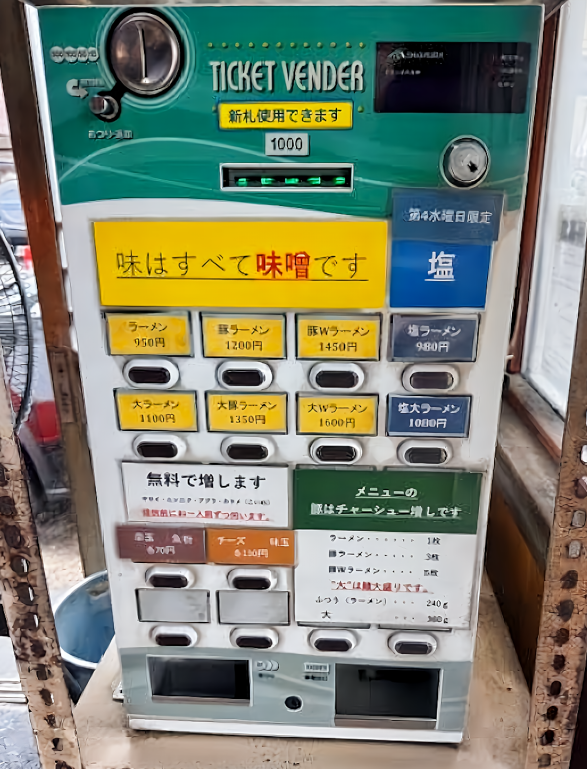 TICKET VENDER
新札使用できます
1000
第4水曜日限定
塩
味はすべて味噌です
ラーメン
950円
豚ラーメン
1200円
豚Wラーメン
1450円
塩ラーメン
980円
大ラーメン
1100円
大豚ラーメン
1350円
大Wラーメン
1600円
塩大ラーメン
1080円
無料で増します
メニューの
豚はチャーシュー増しです
チーズ 味玉
各150円
各70円
ラーメン・・・・・・ 1枚
豚ラーメン・・・・・ 3枚
豚Wラーメン・・・・ 5枚
"大"は麺大盛りです。
ふつう (ラーメン) ・・・ 240g
大 ・・・ 360g